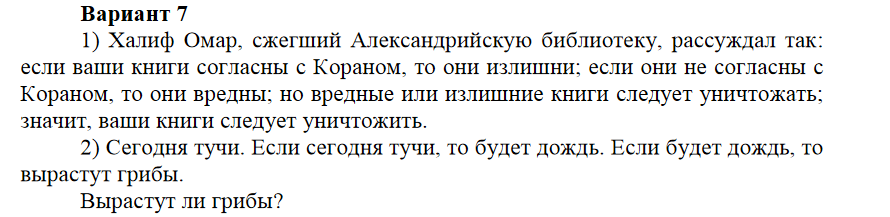 Вариант 7
1) Халиф Омар, сжегший Александрийскую библиотеку, рассуждал так:
если ваши книги согласны с Кораном, то они излишни; если они не согласны с
Кораном, то они вредны; но вредные или излишние книги следует уничтожать;
значит, ваши книги следует уничтожить.
2) Сегодня тучи. Если сегодня тучи, то будет дождь. Если будет дождь, то
вырастут грибы.
Вырастут ли грибы?